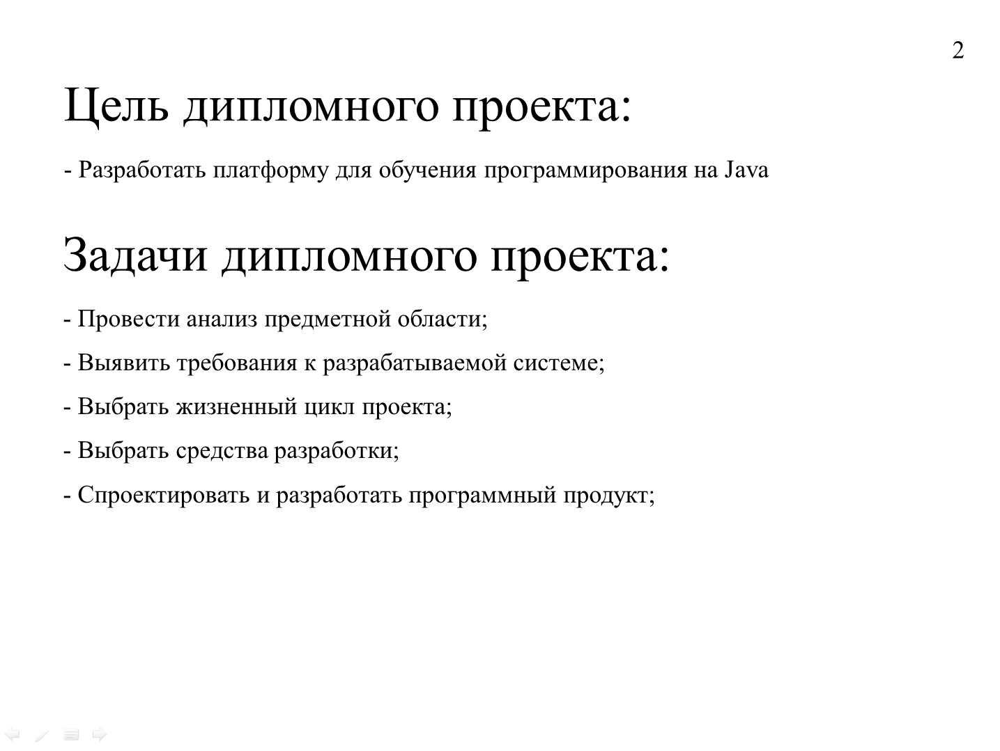 2
Цель дипломного проекта:
- Разработать платформу для обучения программирования на Java
Задачи дипломного проекта:
- Провести анализ предметной области;
- Выявить требования к разрабатываемой системе;
- Выбрать жизненный цикл проекта;
- Выбрать средства разработки;
- Спроектировать и разработать программный продукт;